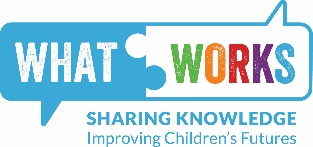 WHAT WORKS
SHARING KNOWLEDGE
Improving Children's Futures